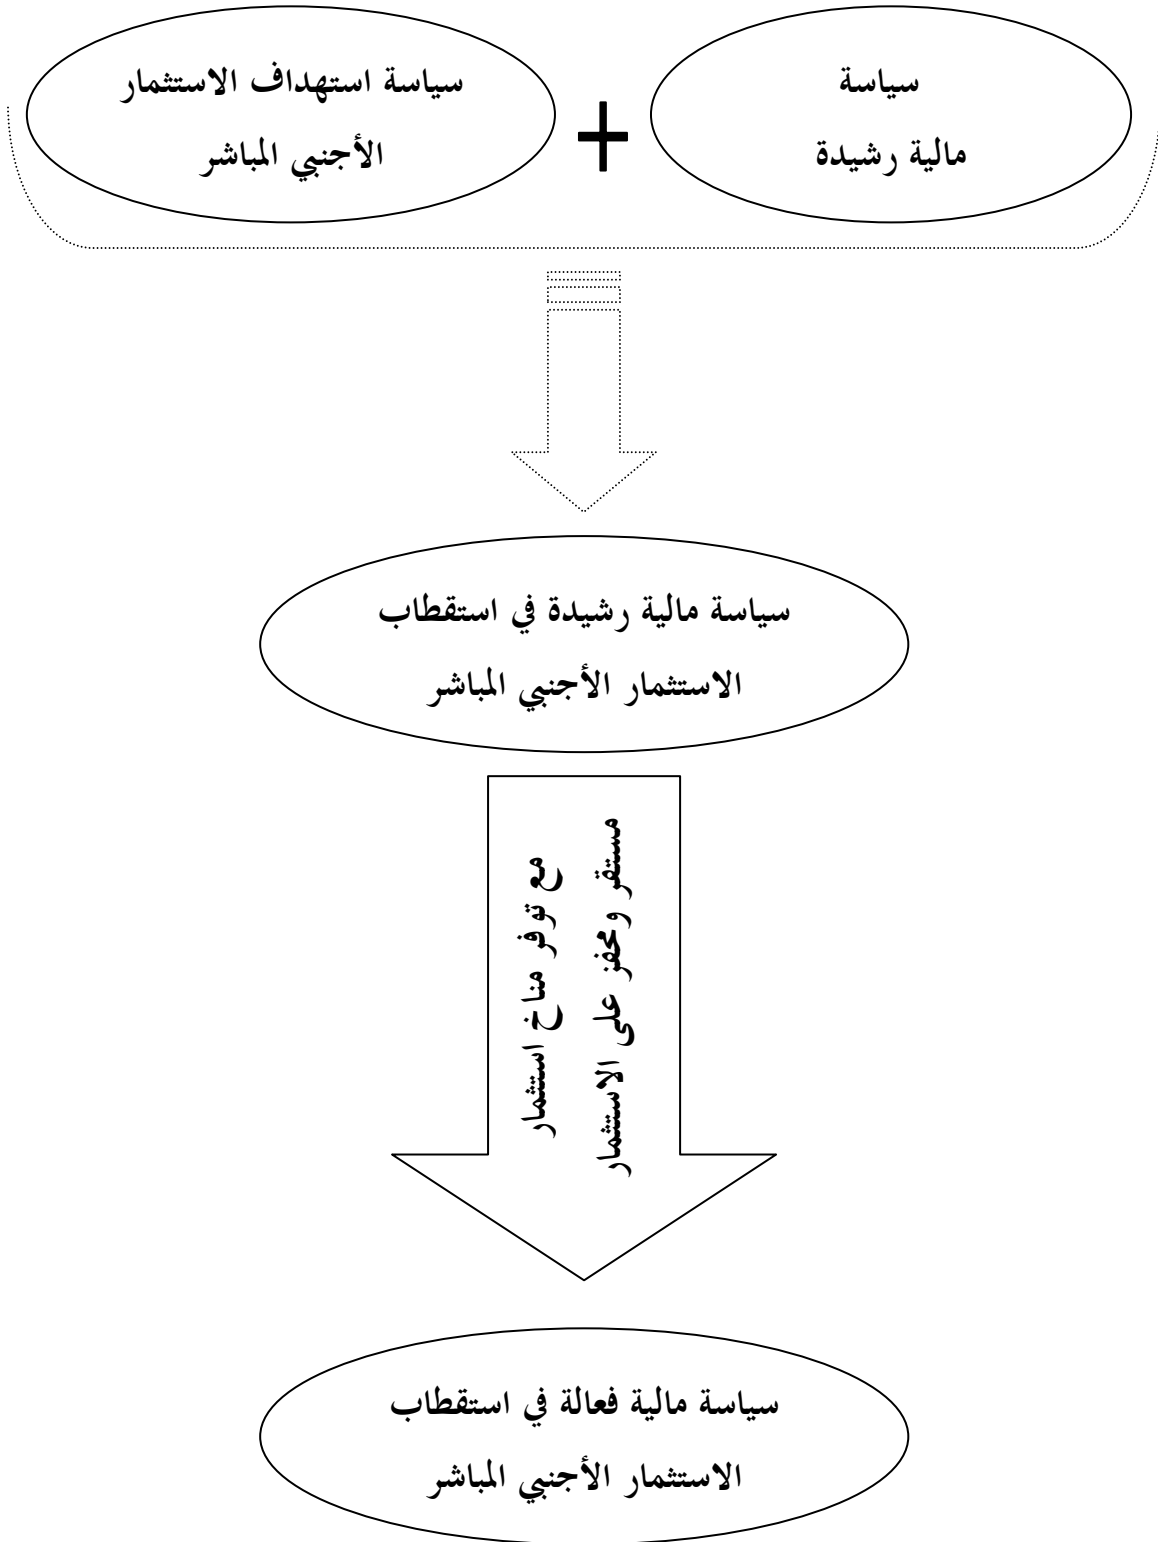 سياسة
مالية رشيدة
+
سياسة استهداف الاستثمار
الأجنبي المباشر
سياسة مالية رشيدة في استقطاب
الاستثمار الأجنبي المباشر
مع توفر مناخ استثمار
مستقر ومحفز على الاستثمار
سياسة مالية فعالة في استقطاب
الاستثمار الأجنبي المباشر